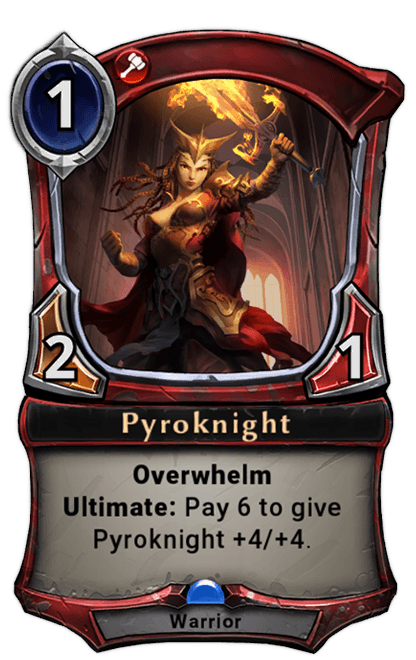 1
2
1
Pyroknight
Overwhelm
Ultimate: Pay 6 to give
Pyroknight +4/+4.
Warrior